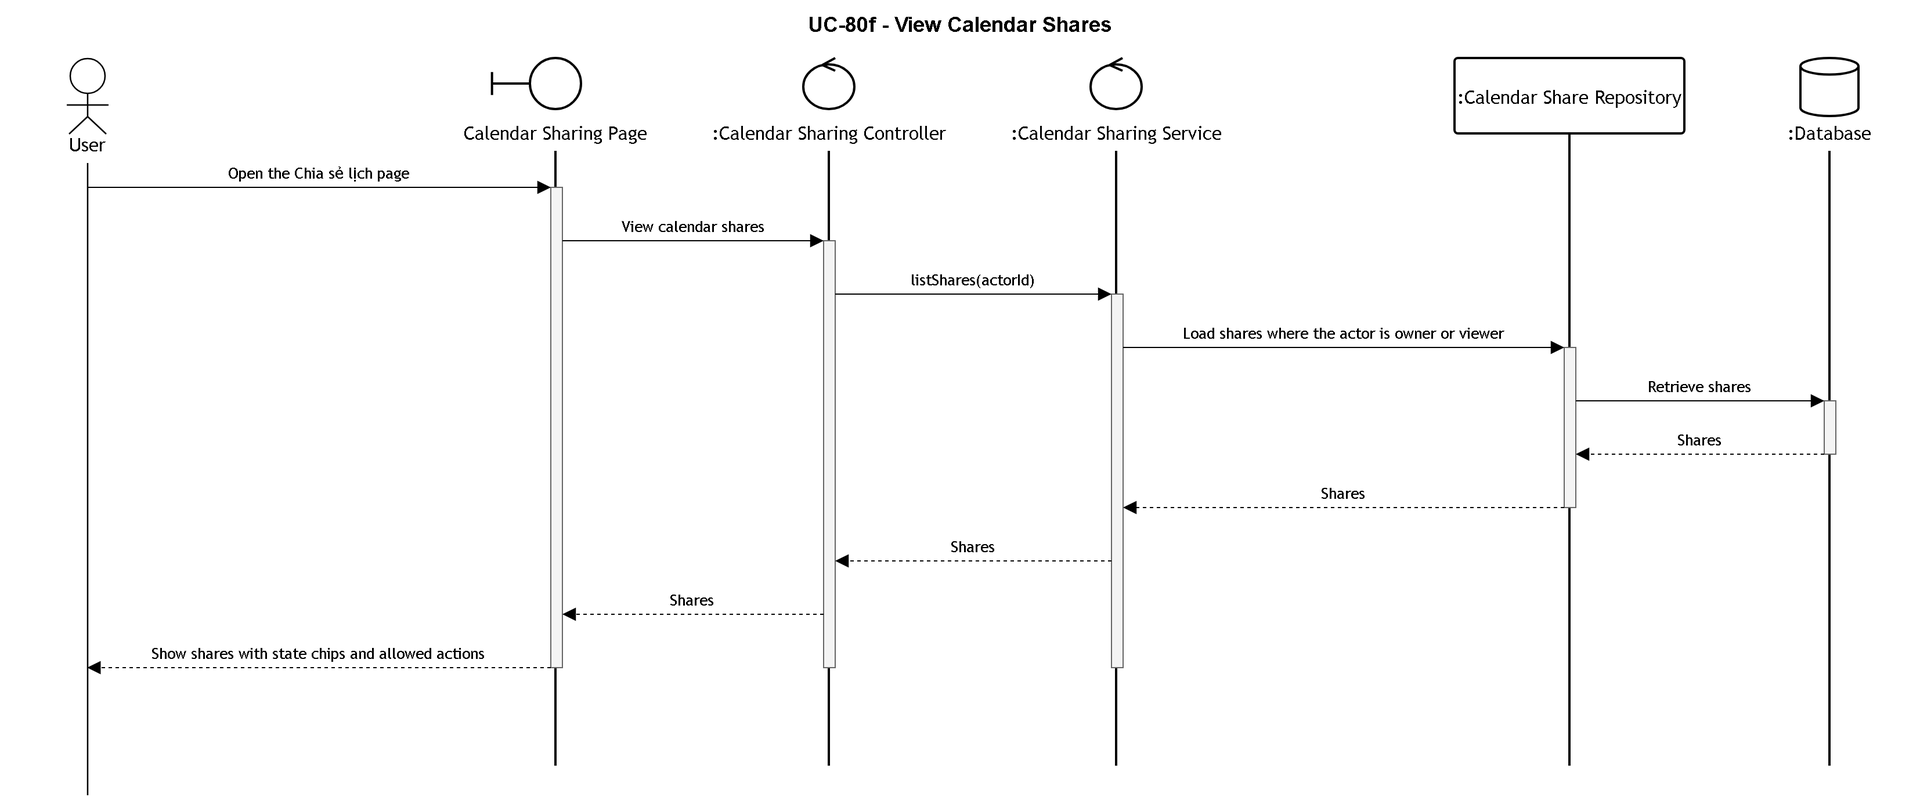 UC-80f - View Calendar Shares
User
Calendar Sharing Page
:Calendar Sharing Controller
:Calendar Sharing Service
:Calendar Share Repository
:Database
Open the Chia sẻ lịch page
View calendar shares
listShares(actorId)
Load shares where the actor is owner or viewer
Retrieve shares
Shares
Shares
Shares
Shares
Show shares with state chips and allowed actions